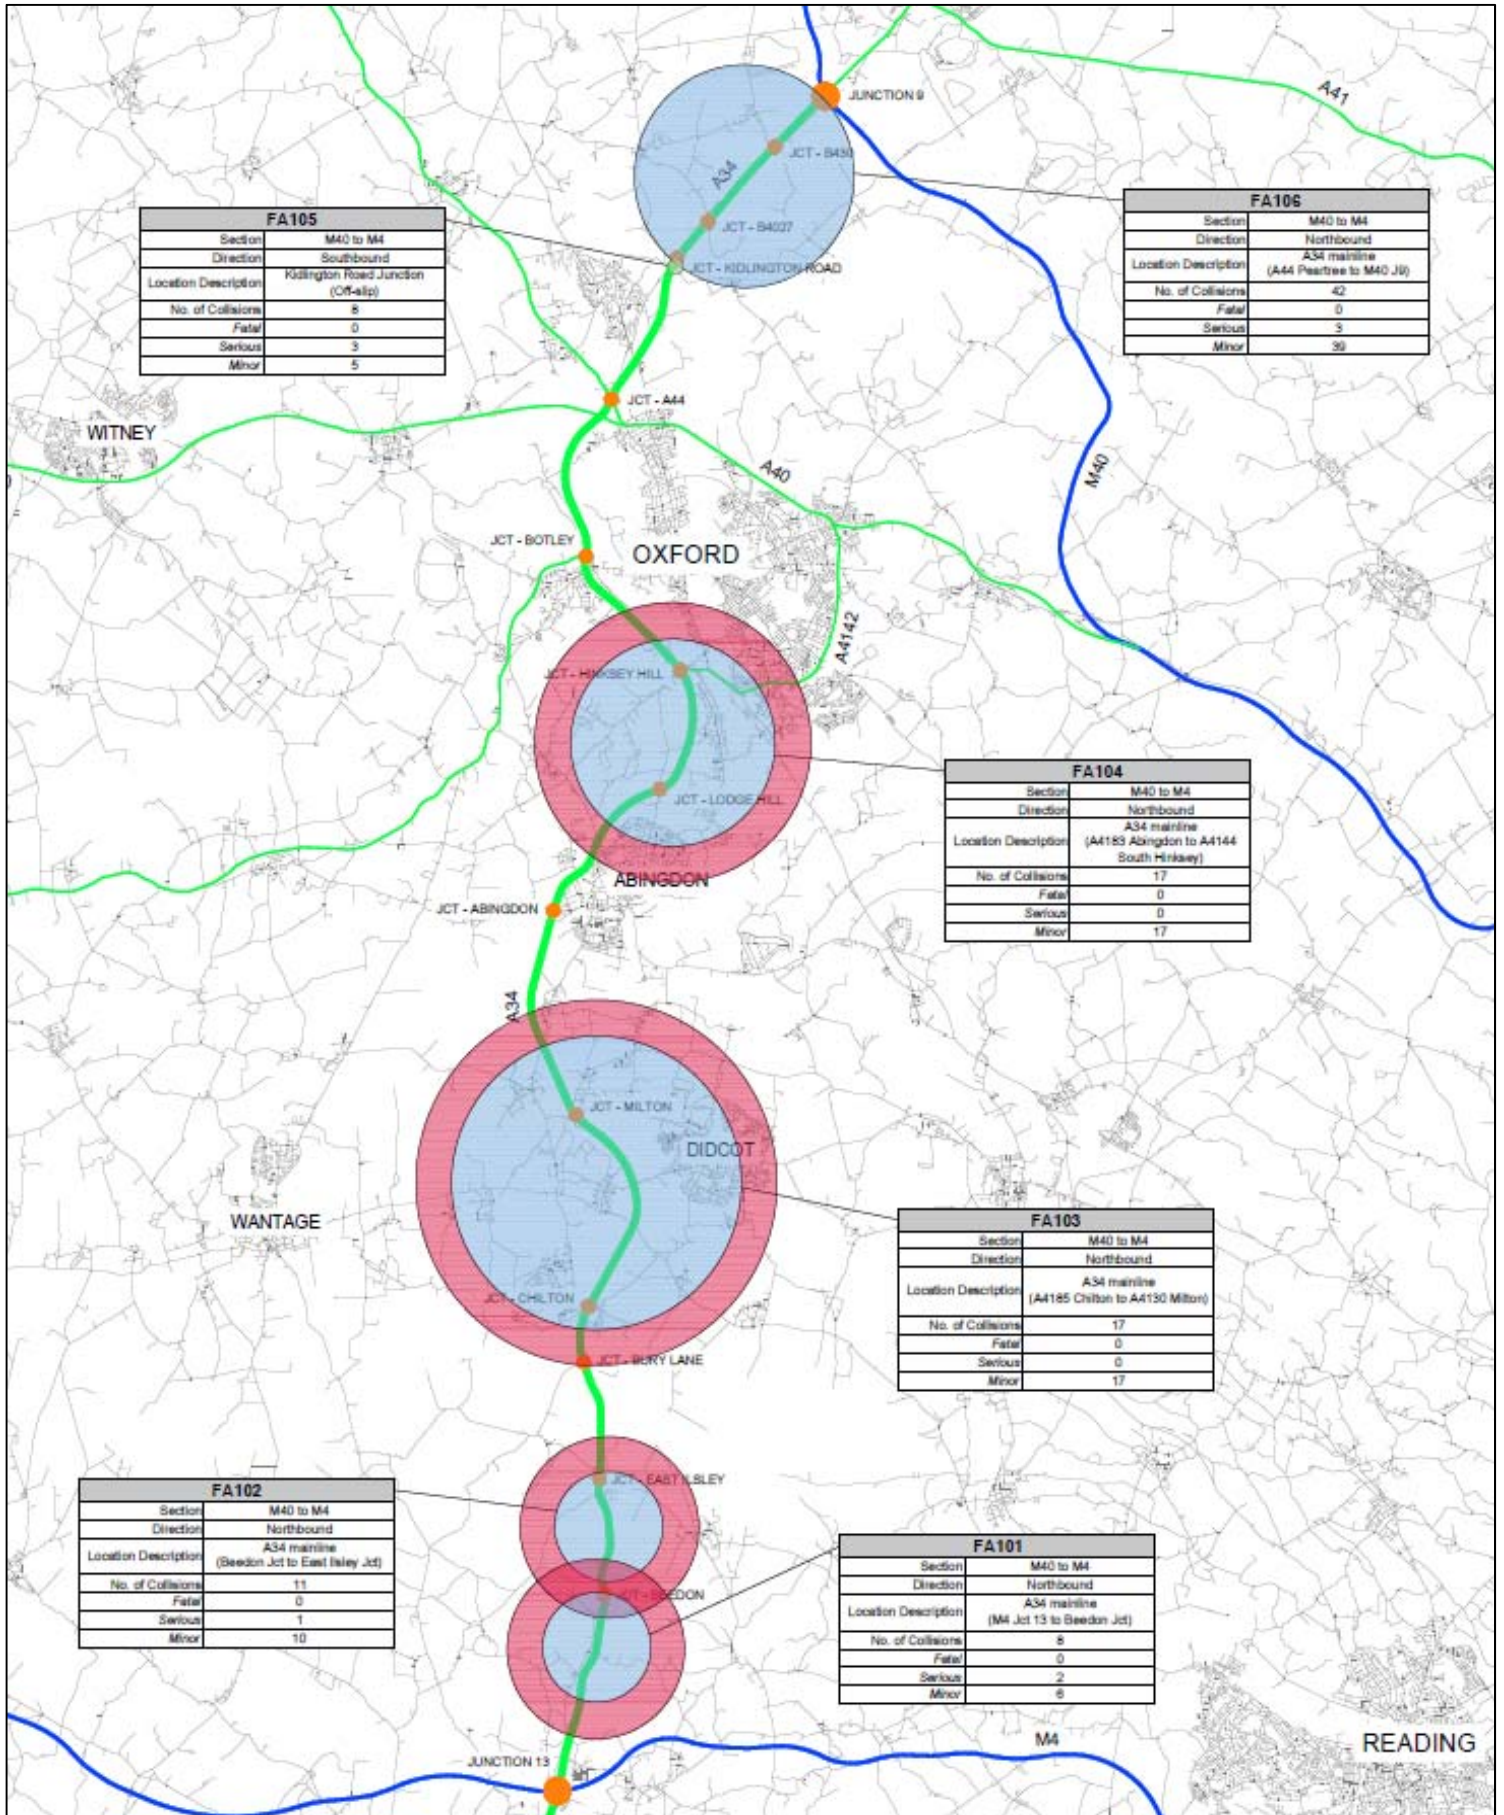 JUNCTION 9
A41
JCT - B430
A34
JCT - B4027
JCT - KIDLINGTON ROAD
FA105
Section M40 to M4
Direction Southbound
Location Description Kidlington Road Junction
(Off-slip)
No. of Collisions 8
Fatal 0
Serious 3
Minor 5
FA106
Section M40 to M4
Direction Northbound
Location Description A34 mainline
(A44 Peartree to M40 J9)
No. of Collisions 42
Fatal 0
Serious 3
Minor 39
JCT - A44
WITNEY
A40
M40
JCT - BOTLEY
OXFORD
A4142
JCT - HINKSEY HILL
JCT - LODGE HILL
FA104
Section M40 to M4
Direction Northbound
Location Description A34 mainline
(A4183 Abingdon to A4144
South Hinksey)
No. of Collisions 17
Fatal 0
Serious 0
Minor 17
ABINGDON
JCT - ABINGDON
A34
JCT - MILTON
DIDCOT
WANTAGE
FA103
Section M40 to M4
Direction Northbound
Location Description A34 mainline
(A4185 Chilton to A4130 Milton)
No. of Collisions 17
Fatal 0
Serious 0
Minor 17
JCT - CHILTON
JCT - BURY LANE
JCT - EAST ILSLEY
FA102
Section M40 to M4
Direction Northbound
Location Description A34 mainline
(Beedon Jct to East Ilsley Jct)
No. of Collisions 11
Fatal 0
Serious 1
Minor 10
JCT - BEEDON
FA101
Section M40 to M4
Direction Northbound
Location Description A34 mainline
(M4 Jct 13 to Beedon Jct)
No. of Collisions 8
Fatal 0
Serious 2
Minor 6
JUNCTION 13
M4
READING